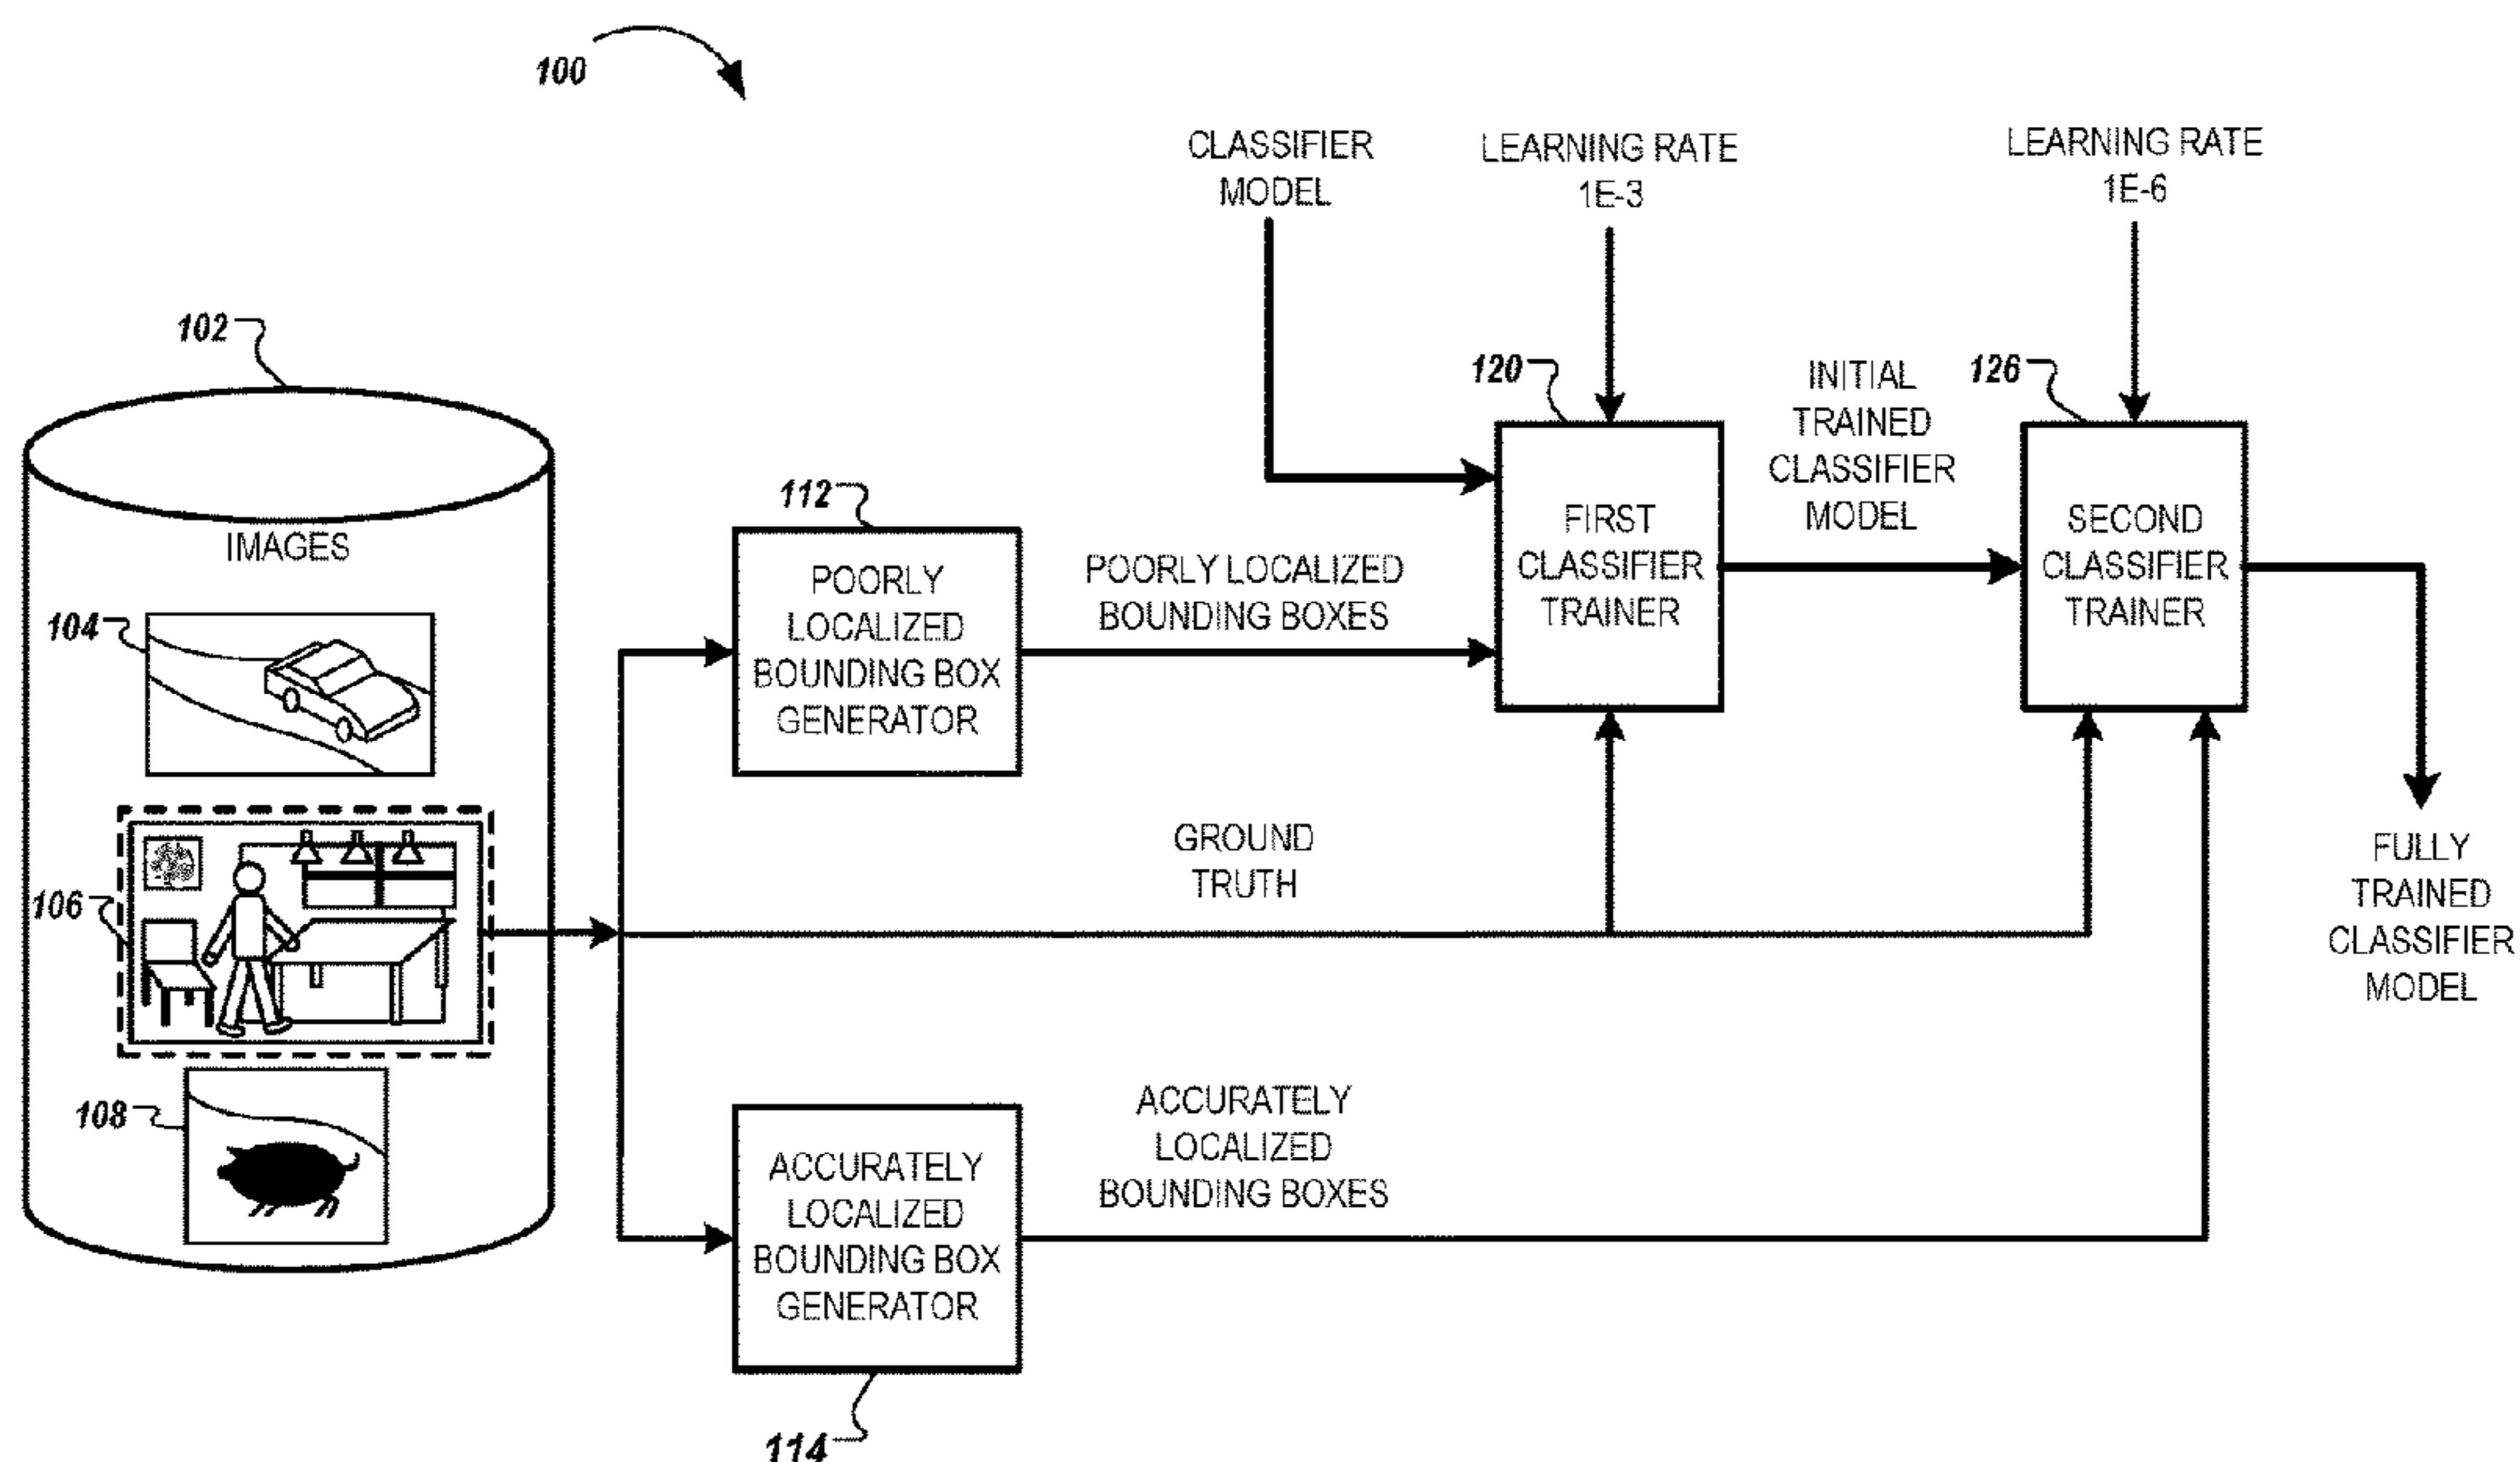 100
CLASSIFIER
MODEL
LEARNING RATE
1E-3
LEARNING RATE
1E-6
102
IMAGES
104
106
108
112
POORLY
LOCALIZED
BOUNDING BOX
GENERATOR
POORLY LOCALIZED
BOUNDING BOXES
120
FIRST
CLASSIFIER
TRAINER
INITIAL
TRAINED
CLASSIFIER
MODEL
126
SECOND
CLASSIFIER
TRAINER
GROUND
TRUTH
FULLY
TRAINED
CLASSIFIER
MODEL
ACCURATELY
LOCALIZED
BOUNDING BOX
GENERATOR
114
ACCURATELY
LOCALIZED
BOUNDING BOXES